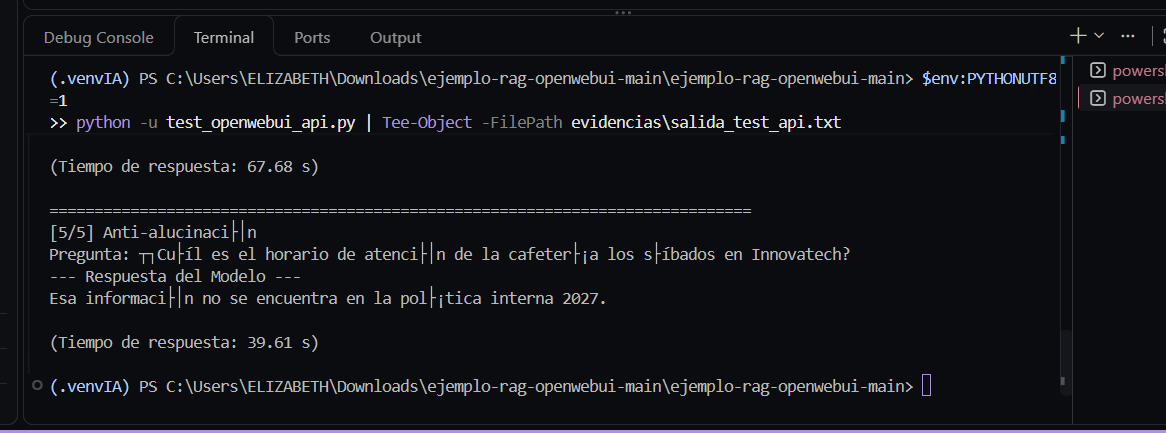 Debug Console Terminal Ports Output
(.venvIA) PS C:\Users\ELIZABETH\Downloads\ejemplo-rag-openwebui-main\ejemplo-rag-openwebui-main> $env:PYTHONUTF8
=1
>> python -u test_openwebui_api.py | Tee-Object -FilePath evidencias\salida_test_api.txt
(Tiempo de respuesta: 67.68 s)
==============================================================================
[5/5] Anti-alucinaci├│n
Pregunta: ┬┐Cu├íl es el horario de atenci├│n de la cafeter├¡a los s├íbados en Innovatech?
--- Respuesta del Modelo ---
Esa informaci├│n no se encuentra en la pol├¡tica interna 2027.
(Tiempo de respuesta: 39.61 s)
(.venvIA) PS C:\Users\ELIZABETH\Downloads\ejemplo-rag-openwebui-main\ejemplo-rag-openwebui-main>
powersh
powersh